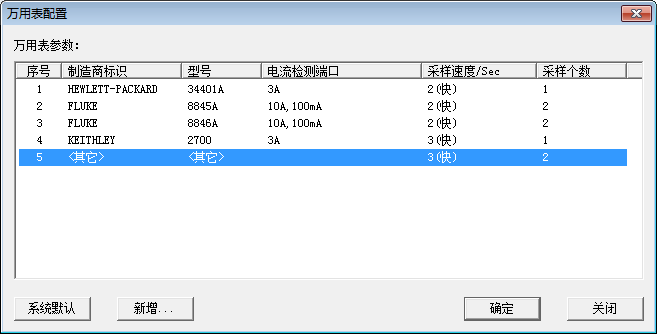 万用表配置
万用表参数:
序号 制造商标识 型号 电流检测端口 采样速度/Sec 采样个数
1 HEWLETT-PACKARD 34401A 3A 2(快) 1
2 FLUKE 8845A 10A,100mA 2(快) 2
3 FLUKE 8846A 10A,100mA 2(快) 2
4 KEITHLEY 2700 3A 3(快) 1
5 <其它> <其它> 3(快) 2
系统默认 新增... 确定 关闭